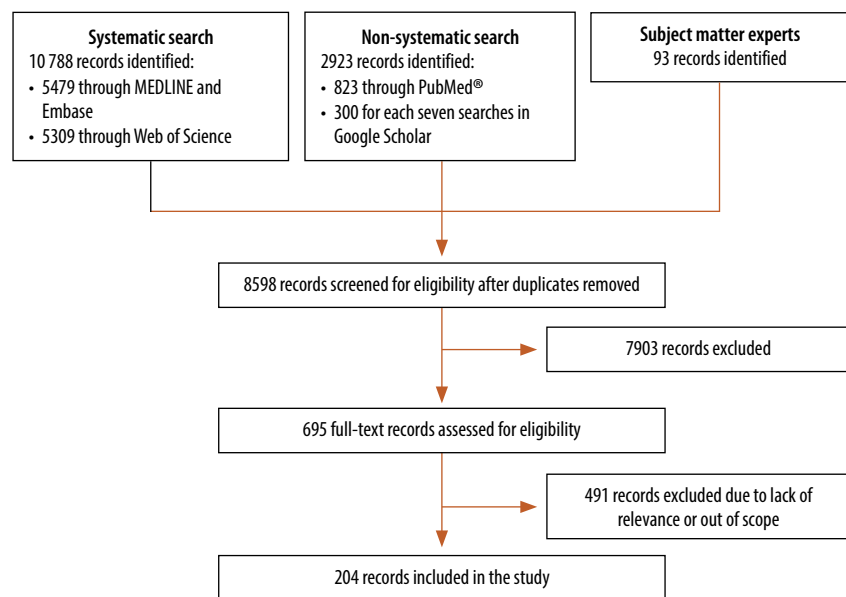 Systematic search
10 788 records identified:
• 5479 through MEDLINE and
Embase
• 5309 through Web of Science
Non-systematic search
2923 records identified:
• 823 through PubMed®
• 300 for each seven searches in
Google Scholar
Subject matter experts
93 records identified
8598 records screened for eligibility after duplicates removed
7903 records excluded
695 full-text records assessed for eligibility
491 records excluded due to lack of
relevance or out of scope
204 records included in the study